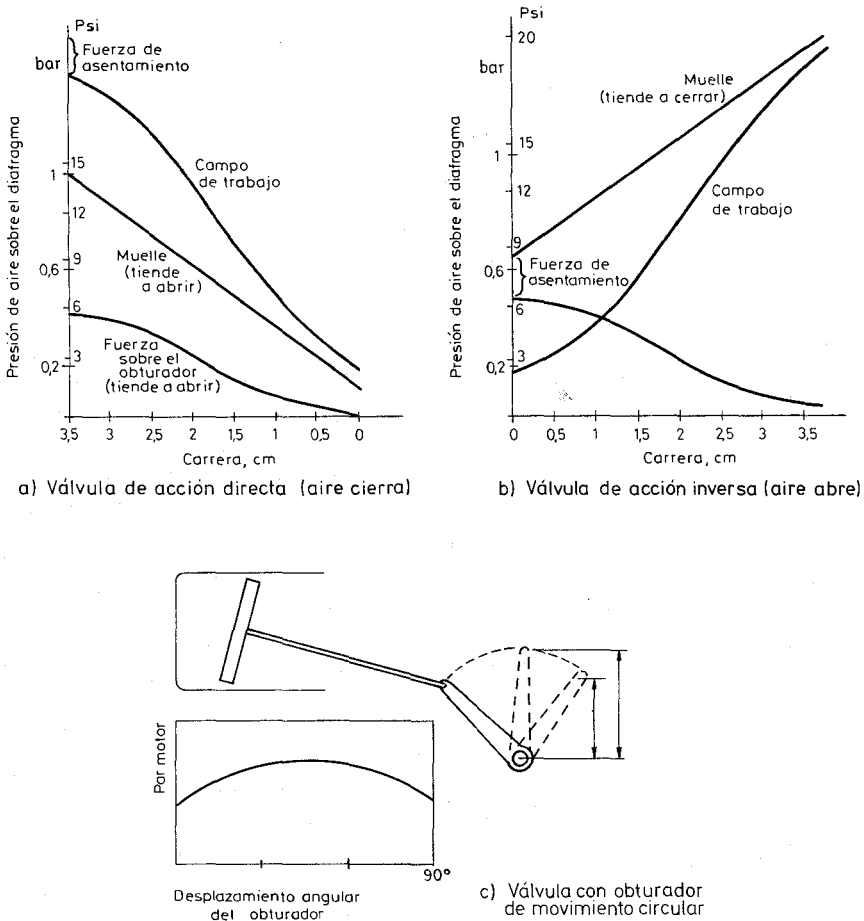 Psi
Fuerza de
asentamiento
bar
Presión de aire sobre el diafragma
15
1
12
9
0,6
6
3
0,2
Campo
de trabajo
Muelle
(tiende
a abrir)
Fuerza
sobre el
obturador
(tiende a abrir)
3,5 3 2,5 2 1,5 1 0,5 0
Carrera, cm
a) Válvula de acción directa (aire cierra)
Psi
20
bar
Presión de aire sobre el diafragma
15
1
12
9
0,6
6
3
0,2
Muelle
(tiende a cerrar)
Campo
de trabajo
Fuerza de
asentamiento
0 0,5 1 1,5 2 2,5 3 3,5
Carrera, cm
b) Válvula de acción inversa (aire abre)
Par motor
90°
Desplazamiento angular
del obturador
c) Válvula con obturador
de movimiento circular